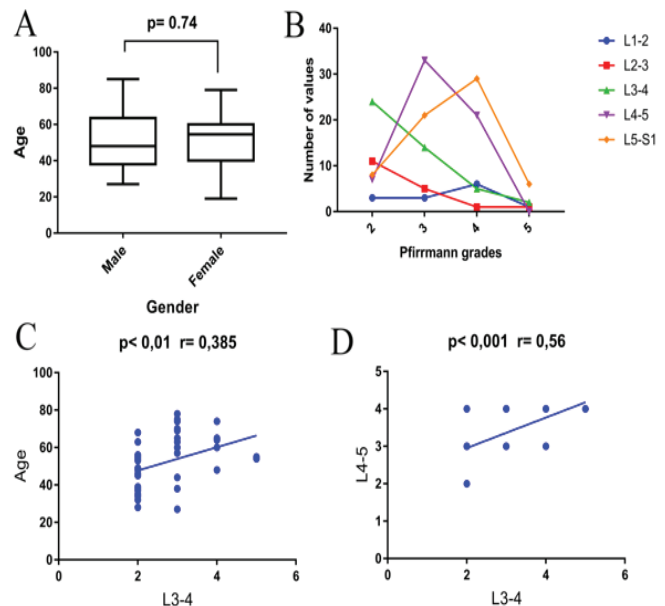 A
p= 0.74
Age
100
80
60
40
20
0
Male
Female
Gender
B
Number of values
40
30
20
10
0
2
3
4
5
Pfirrmann grades
L1-2
L2-3
L3-4
L4-5
L5-S1
C
p< 0,01 r= 0,385
Age
100
80
60
40
20
0
0
2
4
6
L3-4
D
p< 0,001 r= 0,56
L4-5
5
4
3
2
1
0
0
2
4
6
L3-4